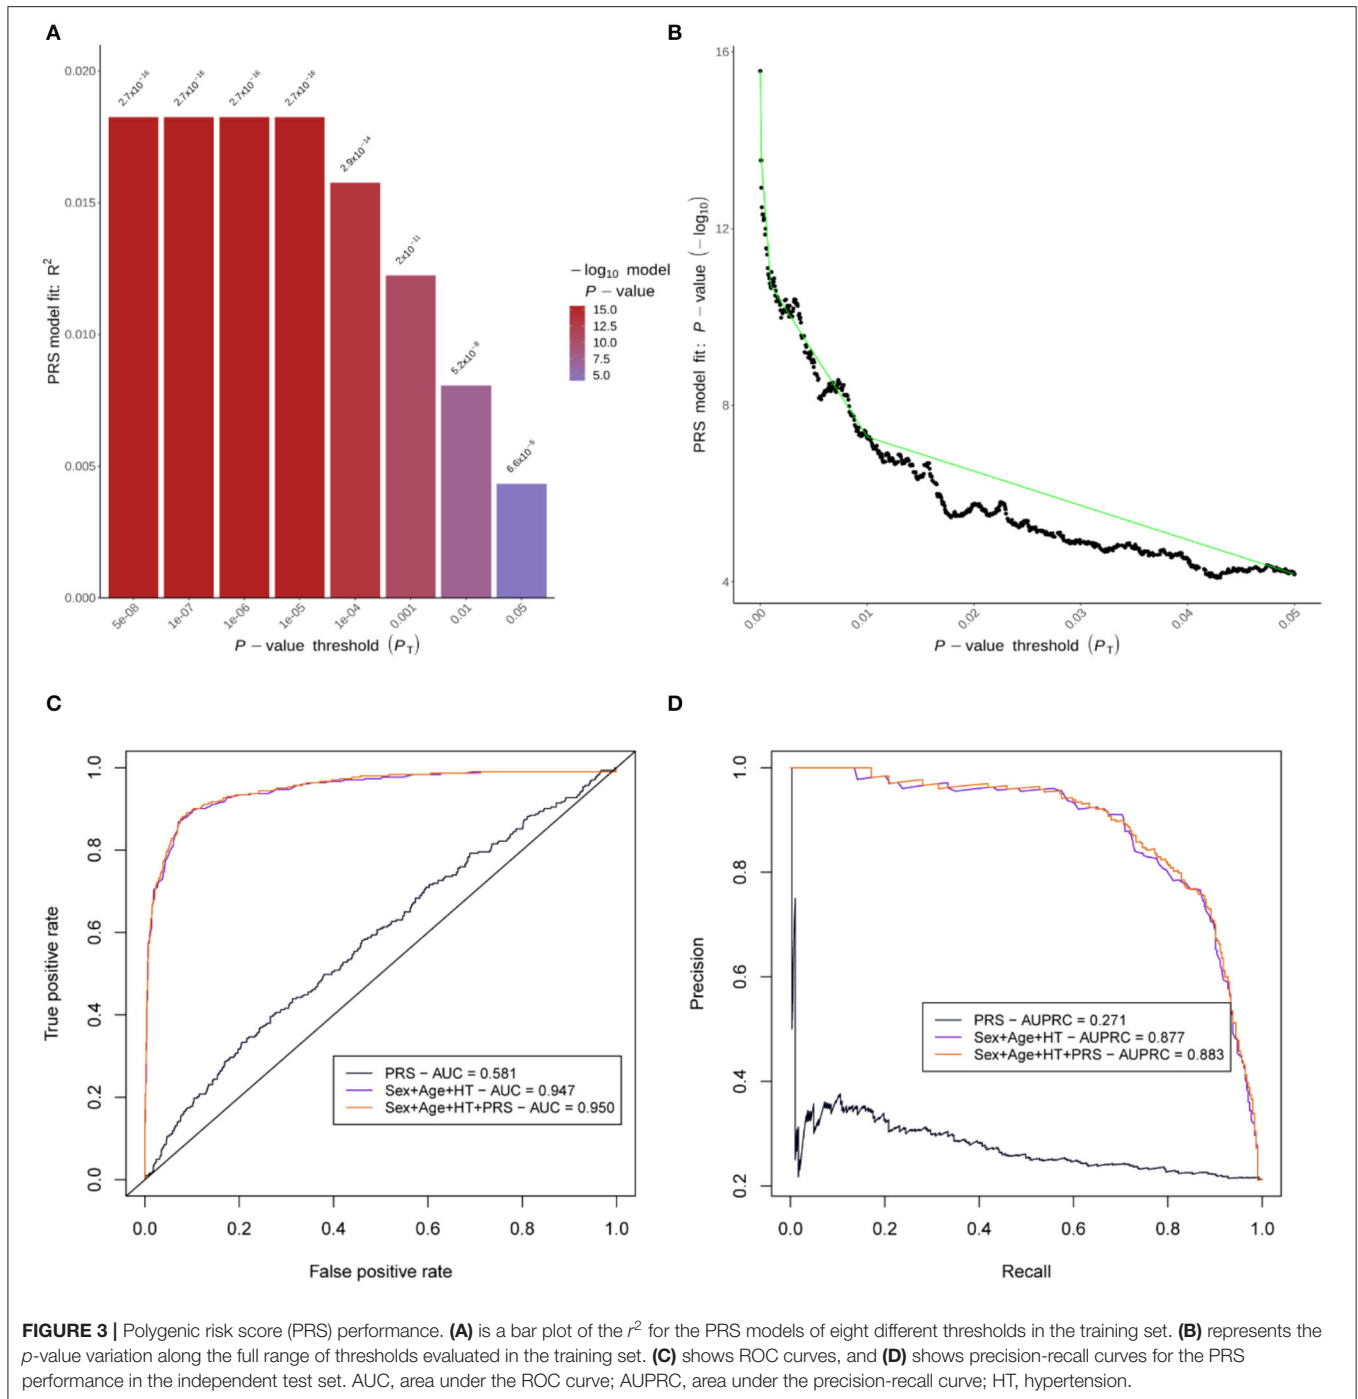 A
PRS model fit: R²
0.020
0.015
0.010
0.005
0.000
2.7x10⁻¹⁶
2.7x10⁻¹⁶
2.7x10⁻¹⁶
2.7x10⁻¹⁶
2.9x10⁻¹⁴
2x10⁻¹¹
5.2x10⁻⁸
6.6x10⁻⁵
5e-08
1e-07
1e-06
1e-05
1e-04
0.001
0.01
0.05
P – value threshold (P_T)
– log₁₀ model
P – value
15.0
12.5
10.0
7.5
5.0
B
PRS model fit: P – value (– log₁₀)
16
12
8
4
0.00
0.01
0.02
0.03
0.04
0.05
P – value threshold (P_T)
C
True positive rate
1.0
0.8
0.6
0.4
0.2
0.0
PRS – AUC = 0.581
Sex+Age+HT – AUC = 0.947
Sex+Age+HT+PRS – AUC = 0.950
0.0 0.2 0.4 0.6 0.8 1.0
False positive rate
D
Precision
1.0
0.8
0.6
0.4
0.2
PRS – AUPRC = 0.271
Sex+Age+HT – AUPRC = 0.877
Sex+Age+HT+PRS – AUPRC = 0.883
0.0 0.2 0.4 0.6 0.8 1.0
Recall
FIGURE 3 | Polygenic risk score (PRS) performance. (A) is a bar plot of the r² for the PRS models of eight different thresholds in the training set. (B) represents the
p-value variation along the full range of thresholds evaluated in the training set. (C) shows ROC curves, and (D) shows precision-recall curves for the PRS
performance in the independent test set. AUC, area under the ROC curve; AUPRC, area under the precision-recall curve; HT, hypertension.